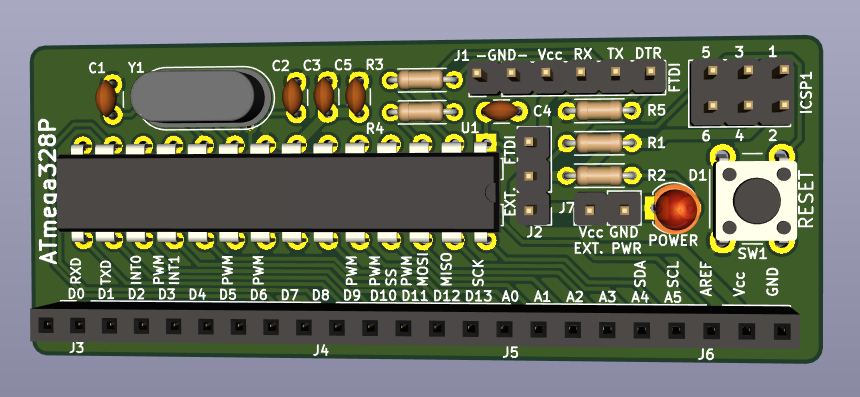 C1 Y1 C2 C3 C5 R3 J1 -GND- Vcc RX TX DTR
FTDI
5 3 1
ICSP1
6 4 2
R4 U1 C4 R5
FTDI
EXT.
J2
R1
R2
J7
Vcc GND
EXT. PWR
D1
POWER
RESET
SW1
ATmega328P
RXD TXD INT0 PWM INT1 PWM PWM PWM PWM SS PWM MOSI MISO SCK SDA SCL AREF Vcc GND
D0 D1 D2 D3 D4 D5 D6 D7 D8 D9 D10 D11 D12 D13 A0 A1 A2 A3 A4 A5
J3 J4 J5 J6